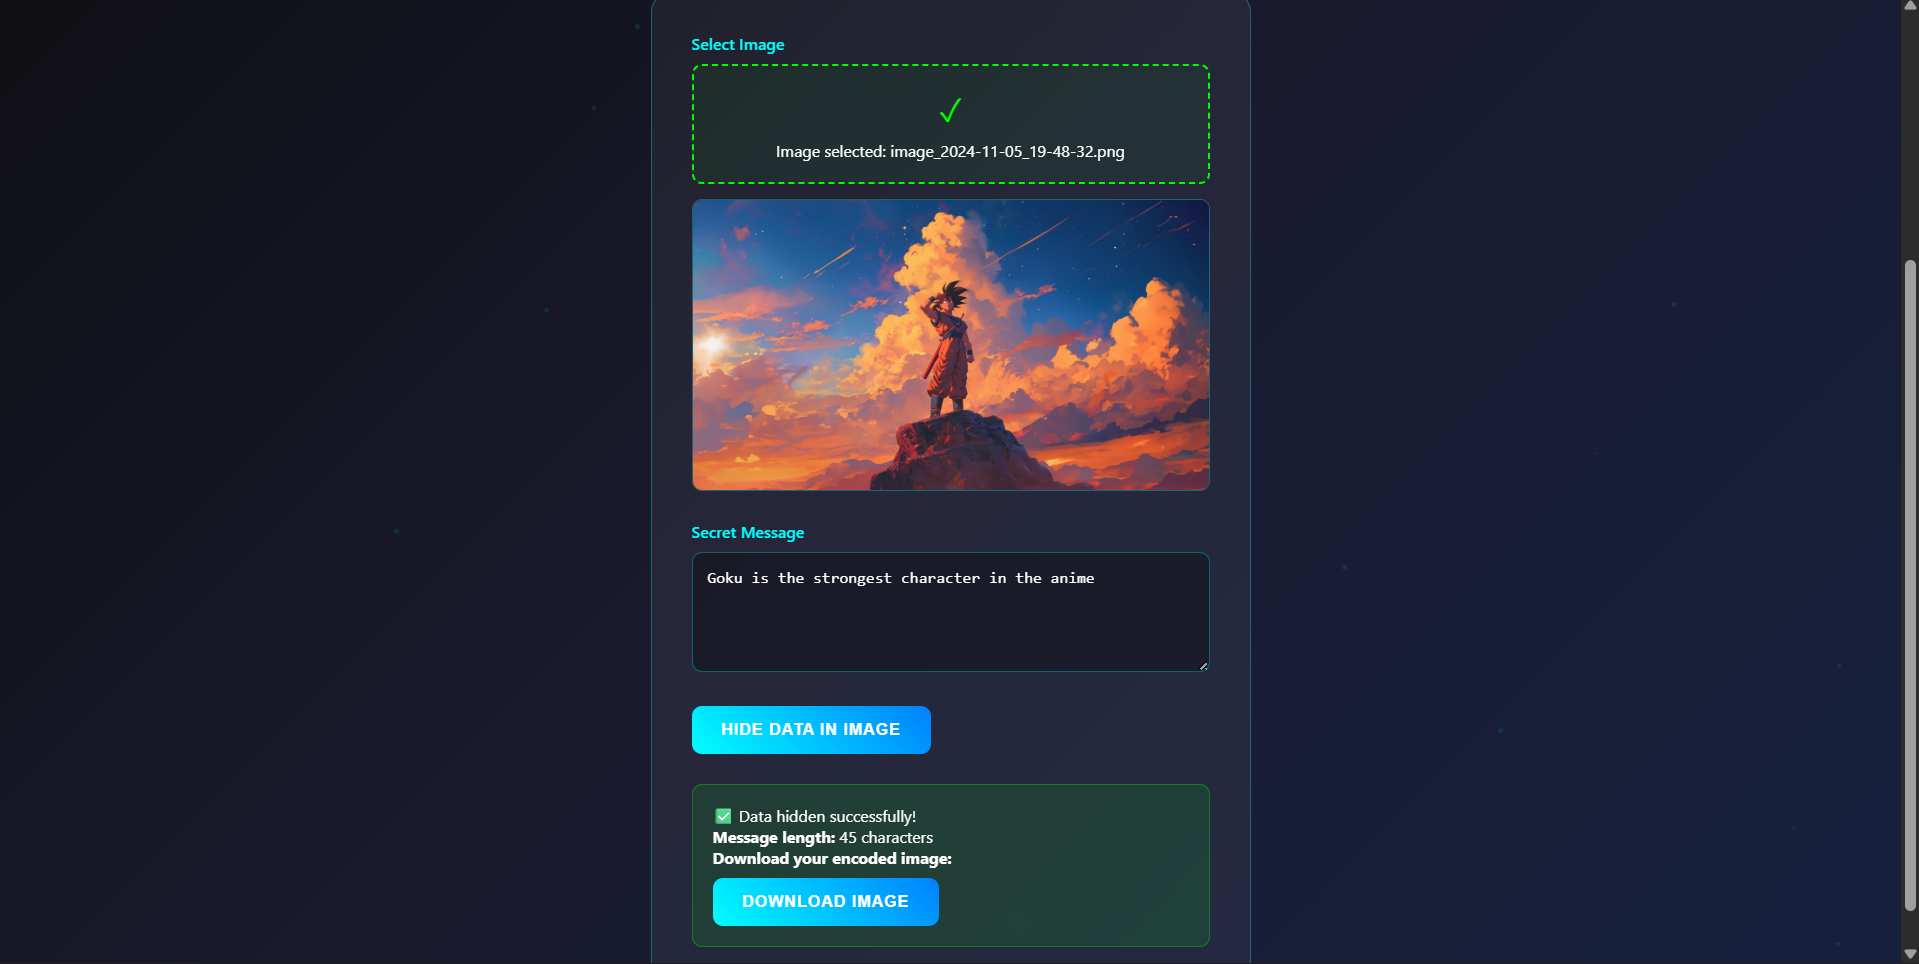 Select Image
✓
Image selected: image_2024-11-05_19-48-32.png
Secret Message
Goku is the strongest character in the anime
HIDE DATA IN IMAGE
✅ Data hidden successfully!
Message length: 45 characters
Download your encoded image:
DOWNLOAD IMAGE